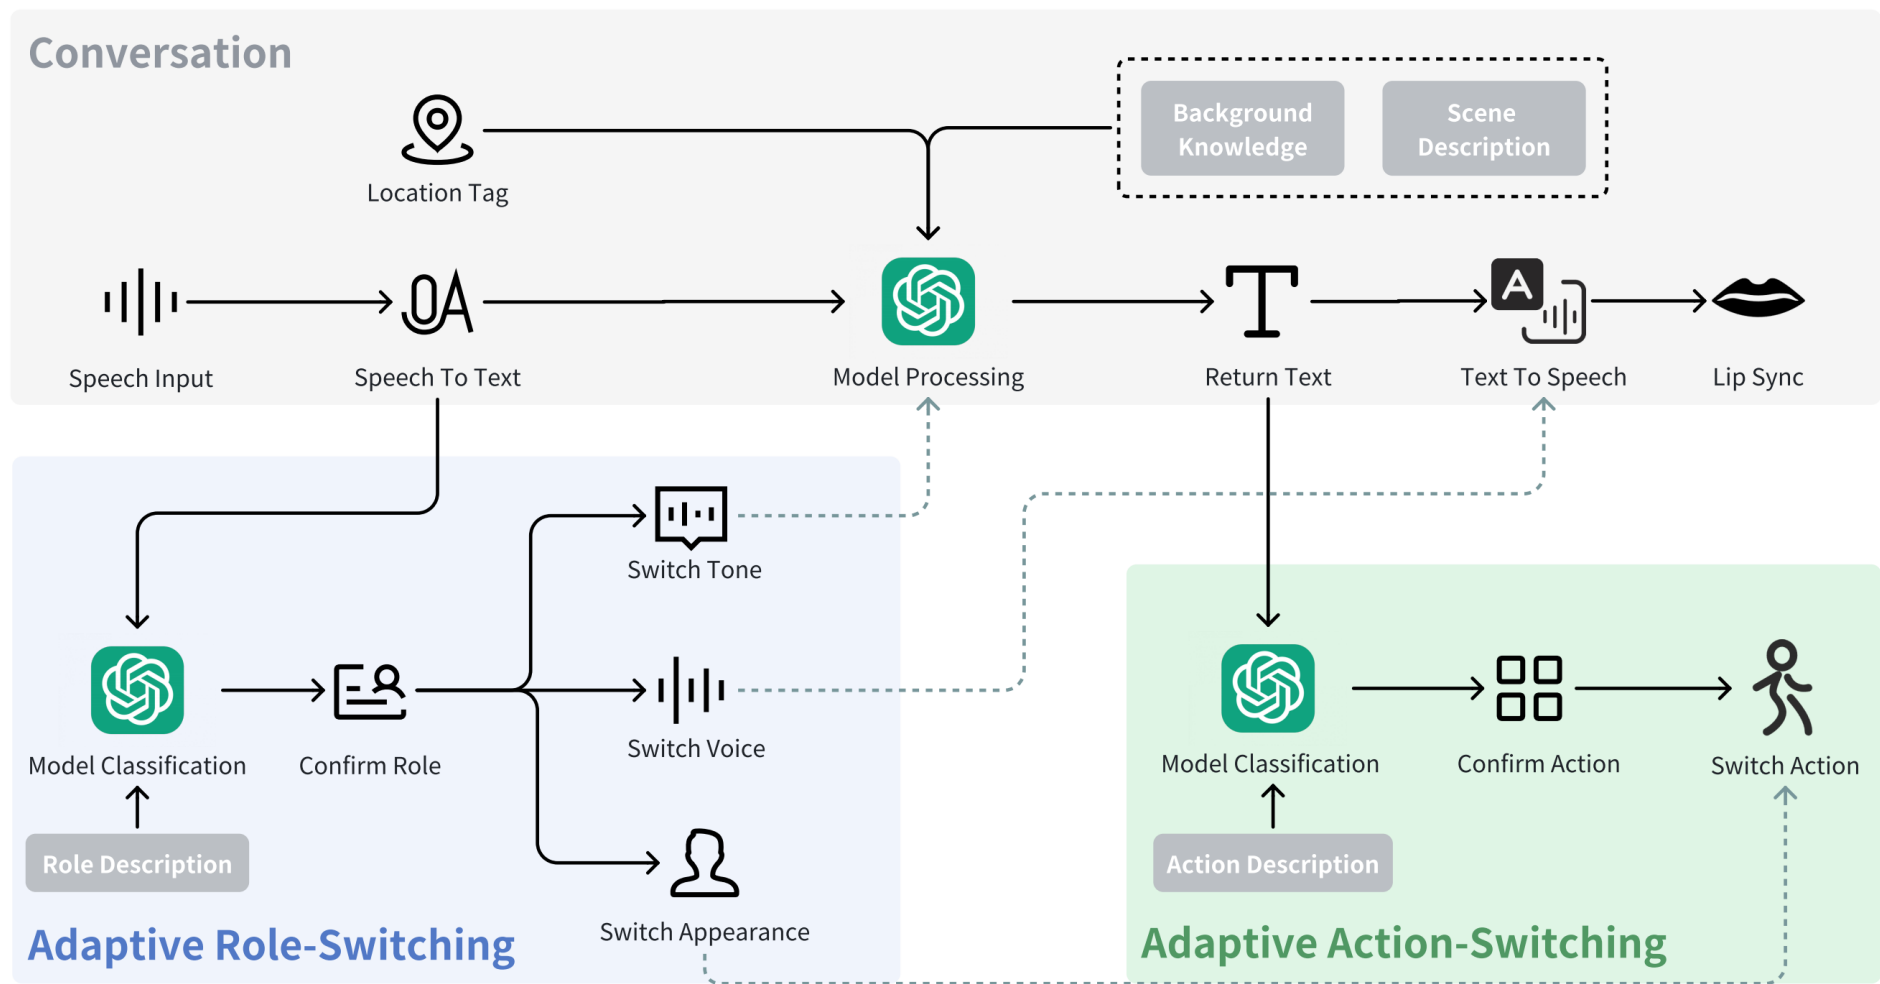 Conversation
Background
Knowledge
Scene
Description
Location Tag
Speech Input
Speech To Text
Model Processing
Return Text
Text To Speech
Lip Sync
Switch Tone
Switch Voice
Model Classification
Confirm Role
Role Description
Switch Appearance
Adaptive Role-Switching
Model Classification
Confirm Action
Switch Action
Action Description
Adaptive Action-Switching